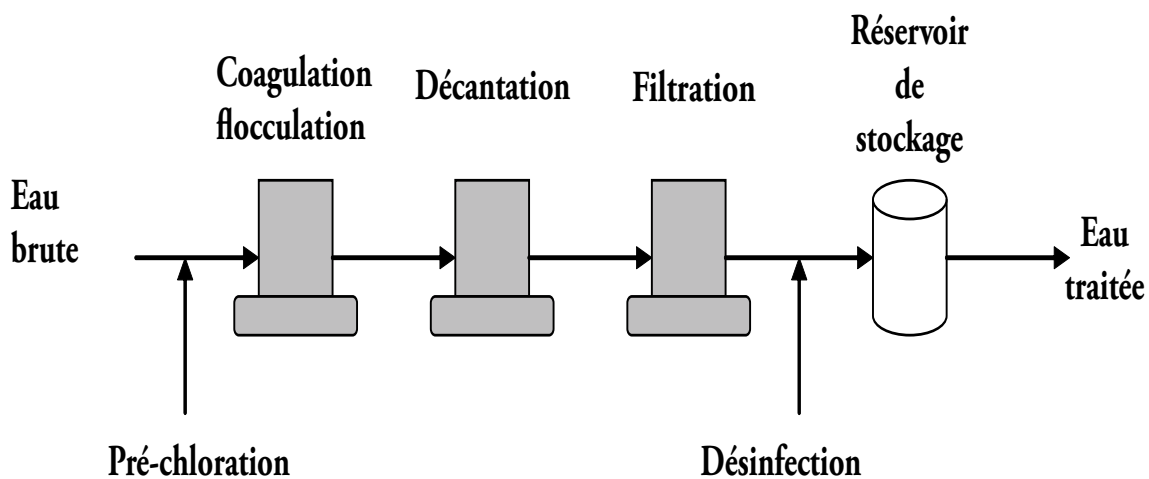 Réservoir
de
stockage
Coagulation
flocculation
Décantation
Filtration
Eau
brute
Eau
traitée
Pré-chloration
Désinfection